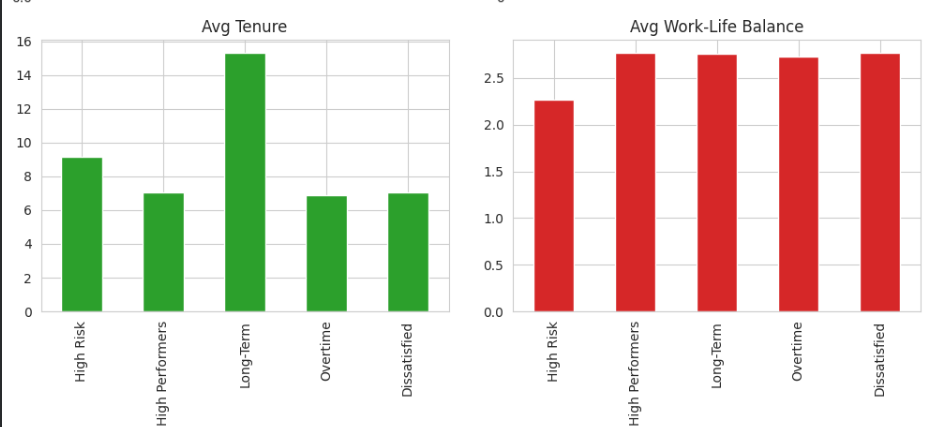 Avg Tenure
16
14
12
10
8
6
4
2
0
High Risk
High Performers
Long-Term
Overtime
Dissatisfied
Avg Work-Life Balance
2.5
2.0
1.5
1.0
0.5
0.0
High Risk
High Performers
Long-Term
Overtime
Dissatisfied